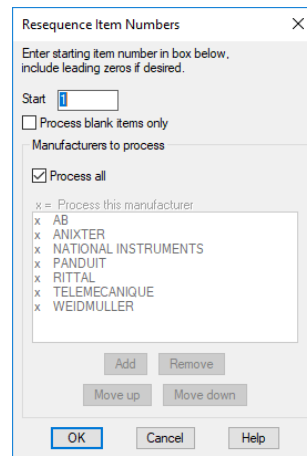 Resequence Item Numbers
Enter starting item number in box below,
include leading zeros if desired.
Start 1
Process blank items only
Manufacturers to process
Process all
x = Process this manufacturer
x AB
x ANIXTER
x NATIONAL INSTRUMENTS
x PANDUIT
x RITTAL
x TELEMECANIQUE
x WEIDMULLER
Add Remove
Move up Move down
OK Cancel Help